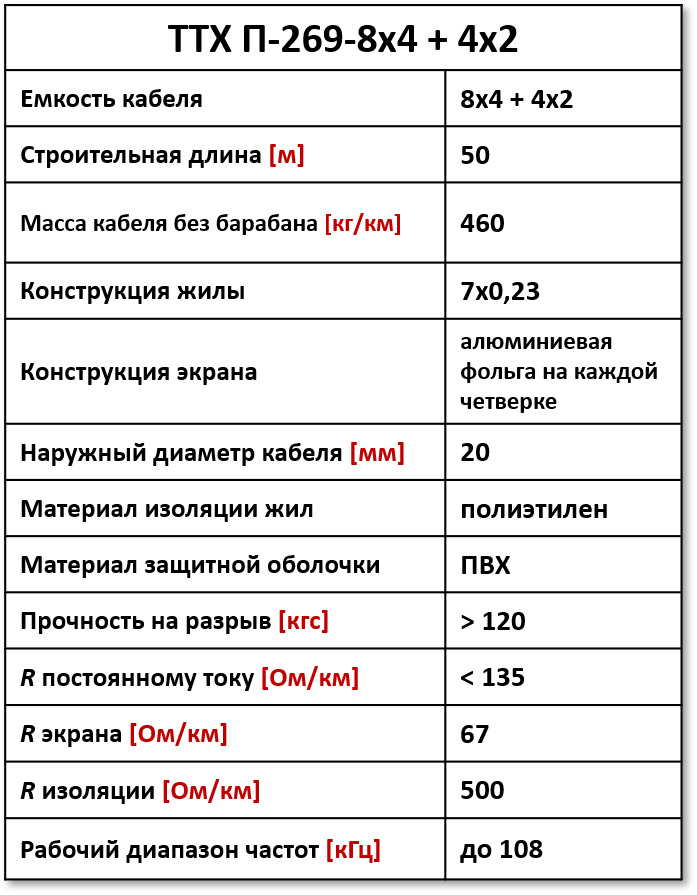 ТТХ П-269-8х4 + 4х2
Емкость кабеля 8х4 + 4х2
Строительная длина [м] 50
Масса кабеля без барабана [кг/км] 460
Конструкция жилы 7х0,23
Конструкция экрана
алюминиевая
фольга на каждой
четверке
Наружный диаметр кабеля [мм] 20
Материал изоляции жил полиэтилен
Материал защитной оболочки ПВХ
Прочность на разрыв [кгс] > 120
R постоянному току [Ом/км] < 135
R экрана [Ом/км] 67
R изоляции [Ом/км] 500
Рабочий диапазон частот [кГц] до 108